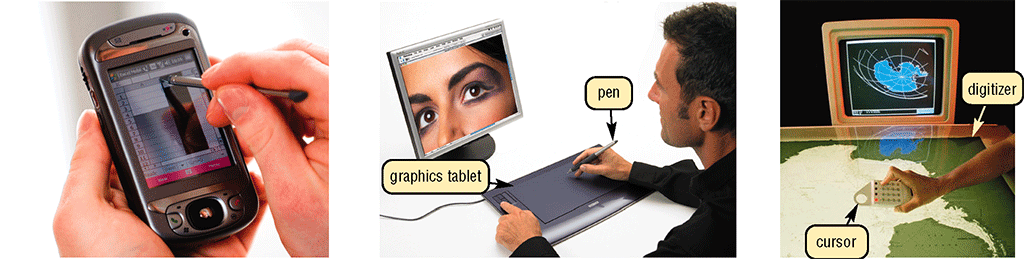 pen
graphics tablet
digitizer
cursor